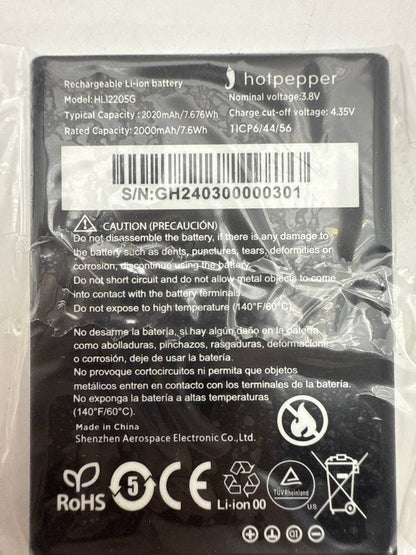 hotpepper
Rechargeable Li-ion battery
Model: HLI2205G
Nominal voltage:3.8V
Typical Capacity : 2020mAh/7.676Wh
Charge cut-off voltage: 4.35V
Rated Capacity: 2000mAh/7.6Wh
1ICP6/44/56
S/N:GH240300000301
CAUTION (PRECAUCIÓN)
Do not disassemble the battery, if there is any damage to
the battery such as dents, punctures, tears, deformities or
corrosion, discontinue using the battery.
Do not short circuit and do not allow metal objects to come
into contact with the battery terminals.
Do not expose to high temperature (140°F/60°C).
No desarme la batería, si hay algún daño en la batería
como abolladuras, pinchazos, rasgaduras, deformaciones
o corrosión, deje de usar la batería.
No provoque cortocircuitos ni permita que objetos
metálicos entren en contacto con los terminales de la batería.
No exponga la batería a altas temperaturas
(140°F/60°C).
Made in China
Shenzhen Aerospace Electronic Co.,Ltd.
RoHS
5
CE
Li-ion 00
TÜVRheinland
US